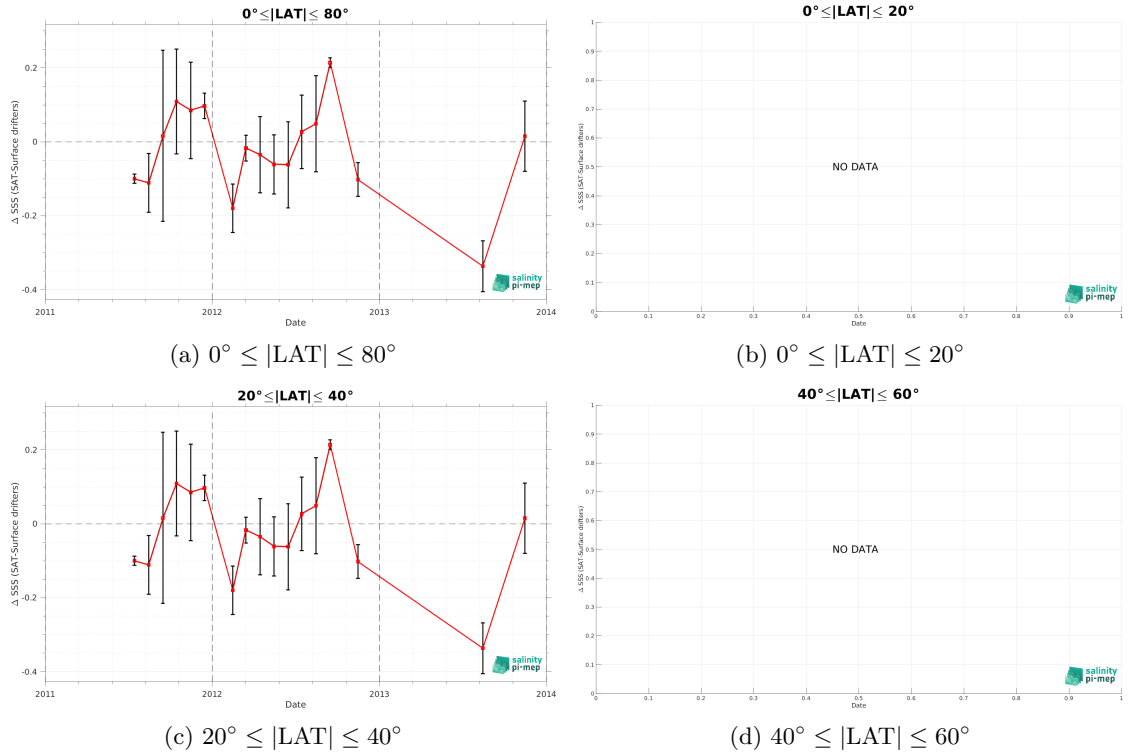 0°≤|LAT|≤ 80°
Δ SSS (SAT-Surface drifters)
0.2
0
-0.2
-0.4
2011
2012
2013
2014
Date
salinity
pi-mep
(a) 0° ≤ |LAT| ≤ 80°
0°≤|LAT|≤ 20°
Δ SSS (SAT-Surface drifters)
1
0.9
0.8
0.7
0.6
0.5
0.4
0.3
0.2
0.1
0
NO DATA
0
0.1
0.2
0.3
0.4
0.5
0.6
0.7
0.8
0.9
1
Date
salinity
pi-mep
(b) 0° ≤ |LAT| ≤ 20°
20°≤|LAT|≤ 40°
Δ SSS (SAT-Surface drifters)
0.2
0
-0.2
-0.4
2011
2012
2013
2014
Date
salinity
pi-mep
(c) 20° ≤ |LAT| ≤ 40°
40°≤|LAT|≤ 60°
Δ SSS (SAT-Surface drifters)
1
0.9
0.8
0.7
0.6
0.5
0.4
0.3
0.2
0.1
0
NO DATA
0
0.1
0.2
0.3
0.4
0.5
0.6
0.7
0.8
0.9
1
Date
salinity
pi-mep
(d) 40° ≤ |LAT| ≤ 60°